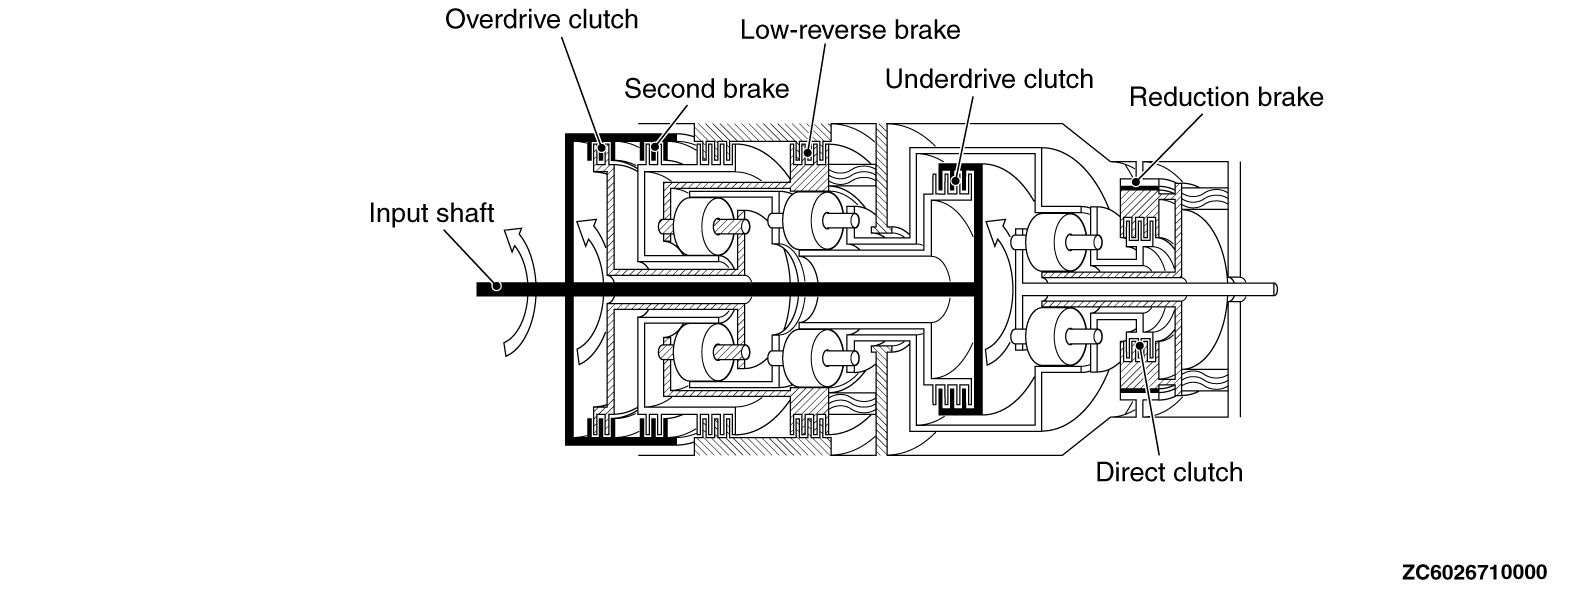 Overdrive clutch
Low-reverse brake
Second brake
Underdrive clutch
Reduction brake
Input shaft
Direct clutch
ZC6026710000